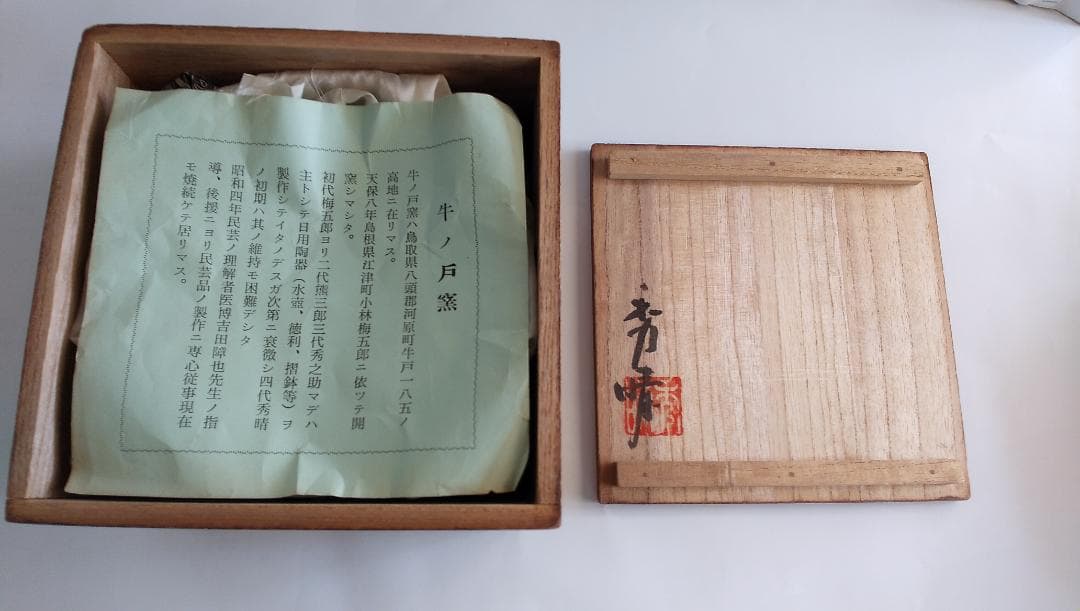 牛ノ戸窯
牛ノ戸窯ハ鳥取県八頭郡河原町牛戸一八五ノ
高地ニ在リマス。
天保八年島根県江津町小林梅五郎ニ依ツテ開
窯シマシタ。
初代梅五郎ヨリ二代熊三郎三代秀之助マデハ
主トシテ日用陶器(水壺、徳利、摺鉢等)ヲ
製作シテイタノデスガ次第ニ衰微シ四代秀晴
ノ初期ハ其ノ維持モ困難デシタ
昭和四年民芸ノ理解者医博吉田障也先生ノ指
導、後援ニヨリ民芸品ノ製作ニ専心従事現在
モ焼続ケテ居リマス。
秀晴